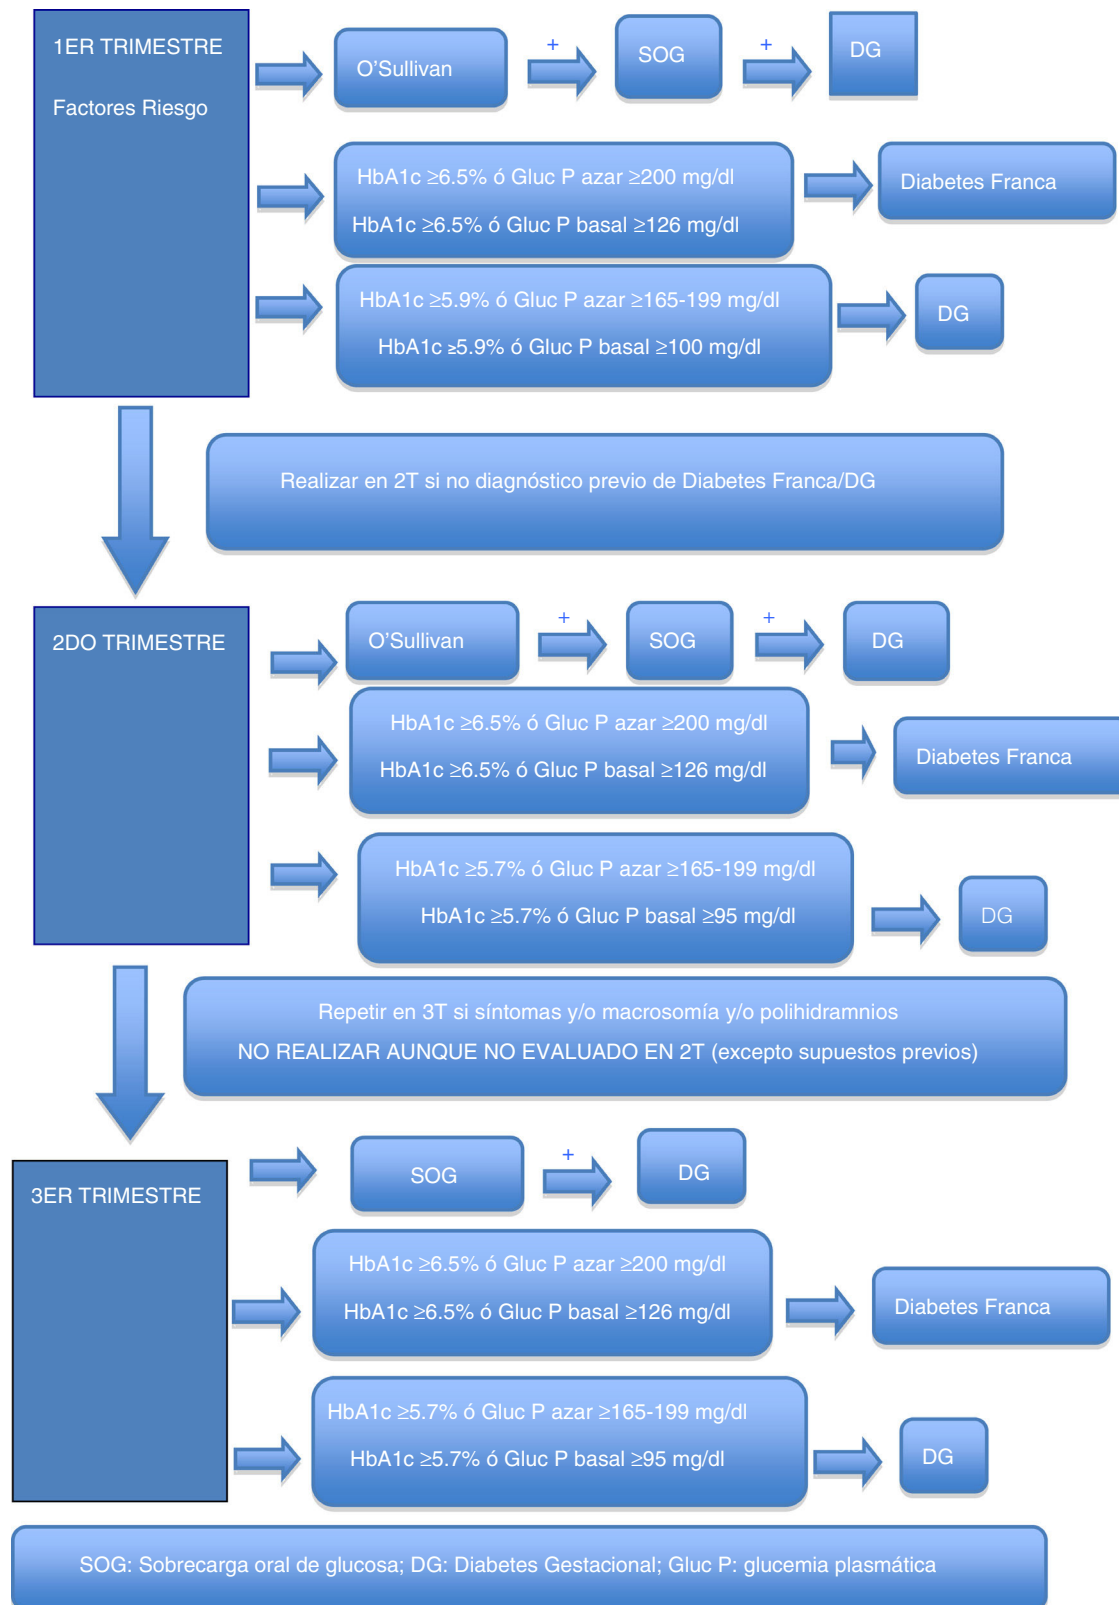 1ER TRIMESTRE
Factores Riesgo
O'Sullivan
+
SOG
+
DG
HbA1c ≥6.5% ó Gluc P azar ≥200 mg/dl
HbA1c ≥6.5% ó Gluc P basal ≥126 mg/dl
Diabetes Franca
HbA1c ≥5.9% ó Gluc P azar ≥165-199 mg/dl
HbA1c ≥5.9% ó Gluc P basal ≥100 mg/dl
DG
Realizar en 2T si no diagnóstico previo de Diabetes Franca/DG
2DO TRIMESTRE
O'Sullivan
+
SOG
+
DG
HbA1c ≥6.5% ó Gluc P azar ≥200 mg/dl
HbA1c ≥6.5% ó Gluc P basal ≥126 mg/dl
Diabetes Franca
HbA1c ≥5.7% ó Gluc P azar ≥165-199 mg/dl
HbA1c ≥5.7% ó Gluc P basal ≥95 mg/dl
DG
Repetir en 3T si síntomas y/o macrosomía y/o polihidramnios
NO REALIZAR AUNQUE NO EVALUADO EN 2T (excepto supuestos previos)
3ER TRIMESTRE
SOG
+
DG
HbA1c ≥6.5% ó Gluc P azar ≥200 mg/dl
HbA1c ≥6.5% ó Gluc P basal ≥126 mg/dl
Diabetes Franca
HbA1c ≥5.7% ó Gluc P azar ≥165-199 mg/dl
HbA1c ≥5.7% ó Gluc P basal ≥95 mg/dl
DG
SOG: Sobrecarga oral de glucosa; DG: Diabetes Gestacional; Gluc P: glucemia plasmática